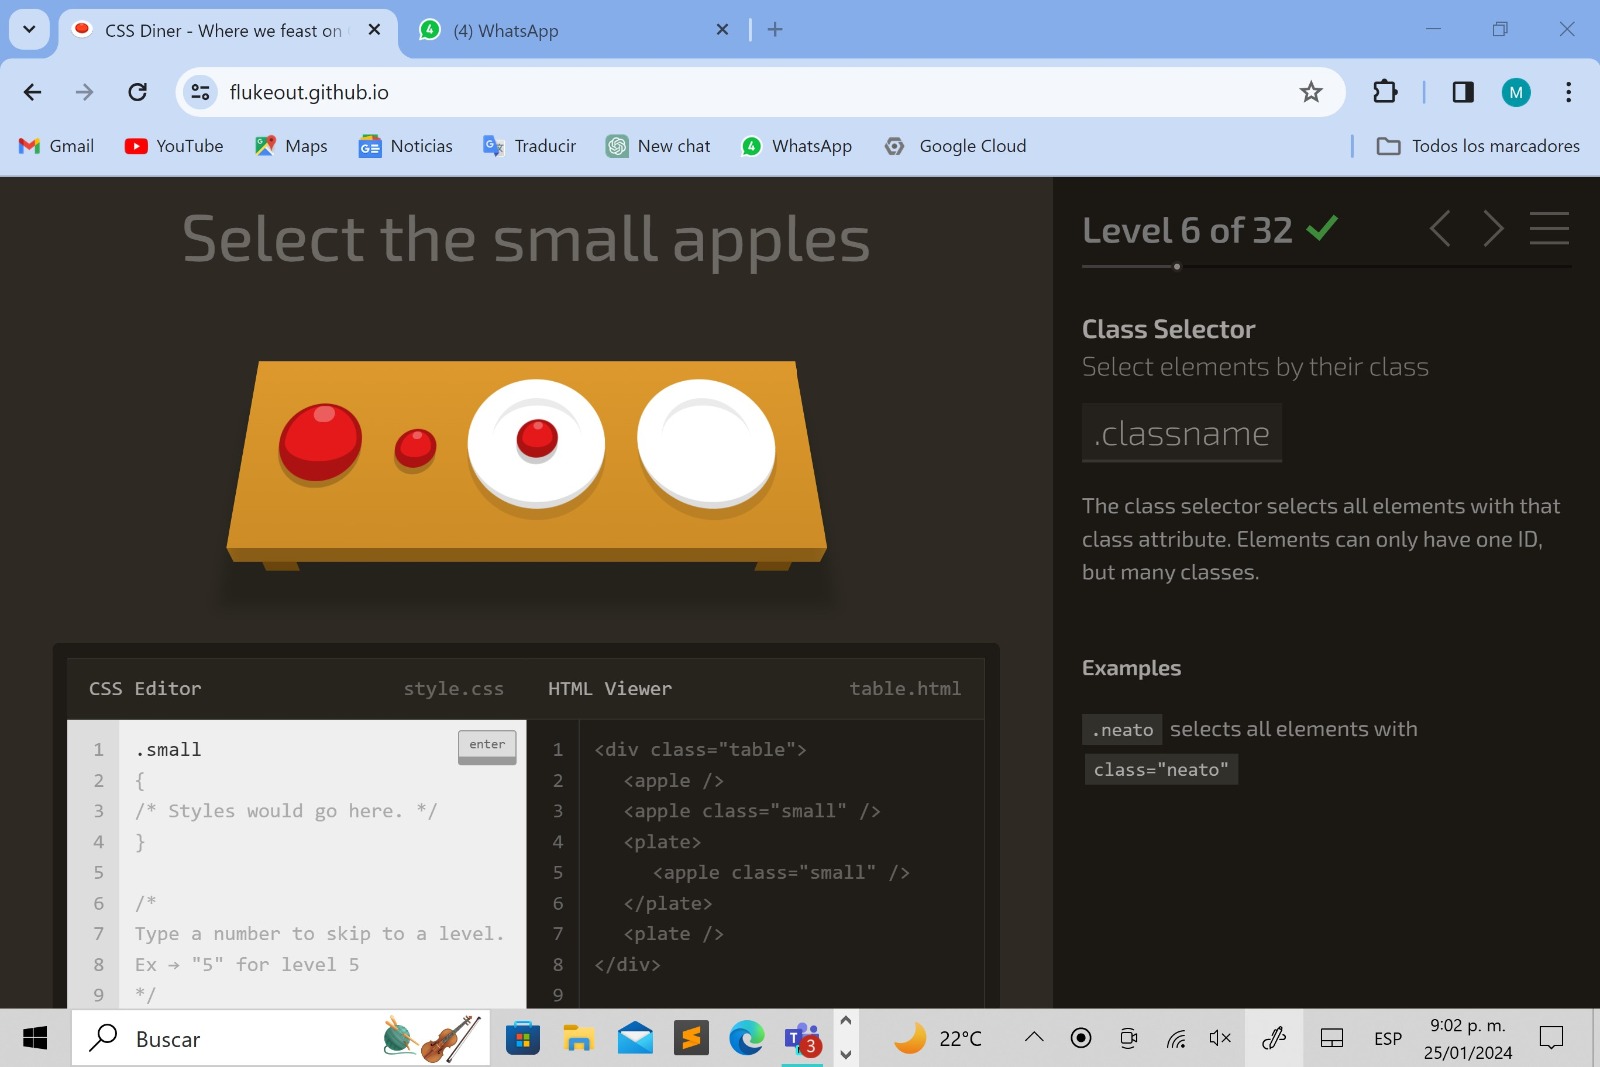 CSS Diner - Where we feast on
(4) WhatsApp
flukeout.github.io
M
Gmail
YouTube
Maps
Noticias
Traducir
New chat
WhatsApp
Google Cloud
Todos los marcadores
Select the small apples
Level 6 of 32
Class Selector
Select elements by their class
.classname
The class selector selects all elements with that
class attribute. Elements can only have one ID,
but many classes.
Examples
.neato selects all elements with
class="neato"
CSS Editor
style.css
HTML Viewer
table.html
enter
1 .small
2 {
3 /* Styles would go here. */
4 }
5
6 /*
7 Type a number to skip to a level.
8 Ex → "5" for level 5
9 */
1 <div class="table">
2 <apple />
3 <apple class="small" />
4 <plate>
5 <apple class="small" />
6 </plate>
7 <plate />
8 </div>
9
Buscar
3
22°C
ESP
9:02 p. m.
25/01/2024